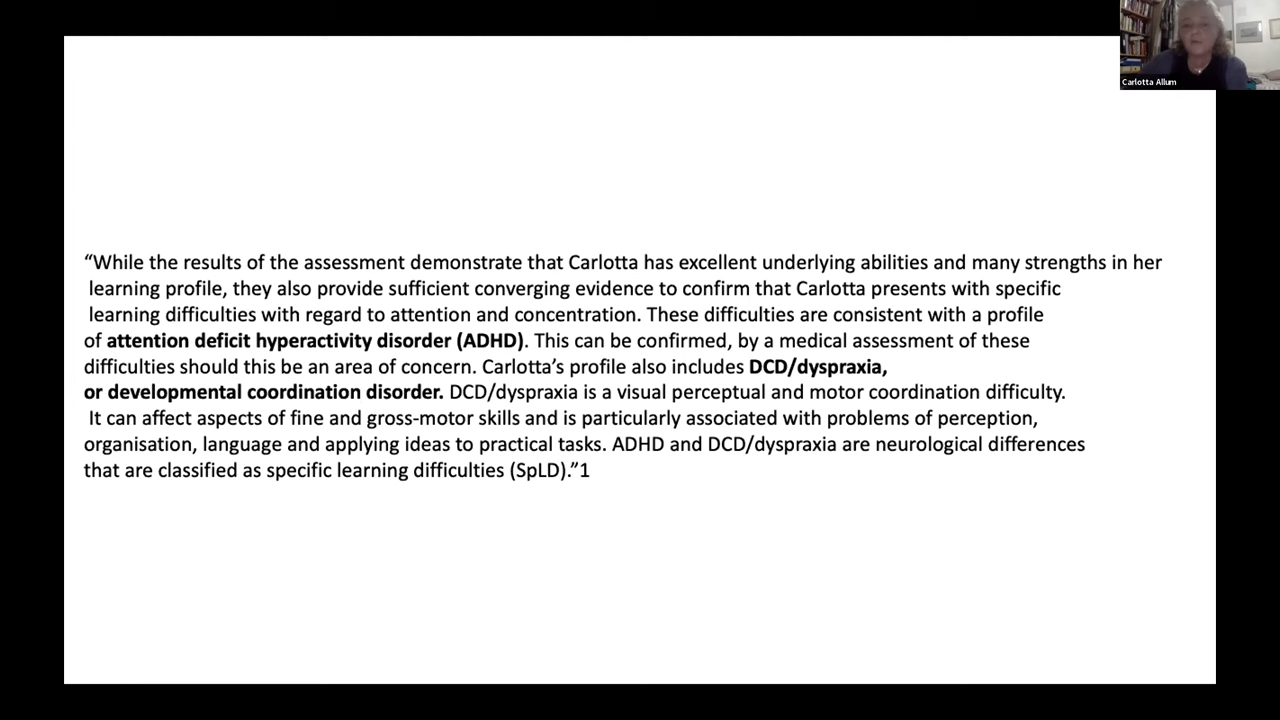 Carlotta Allum
“While the results of the assessment demonstrate that Carlotta has excellent underlying abilities and many strengths in her
learning profile, they also provide sufficient converging evidence to confirm that Carlotta presents with specific
learning difficulties with regard to attention and concentration. These difficulties are consistent with a profile
of attention deficit hyperactivity disorder (ADHD). This can be confirmed, by a medical assessment of these
difficulties should this be an area of concern. Carlotta’s profile also includes DCD/dyspraxia,
or developmental coordination disorder. DCD/dyspraxia is a visual perceptual and motor coordination difficulty.
It can affect aspects of fine and gross-motor skills and is particularly associated with problems of perception,
organisation, language and applying ideas to practical tasks. ADHD and DCD/dyspraxia are neurological differences
that are classified as specific learning difficulties (SpLD).”1